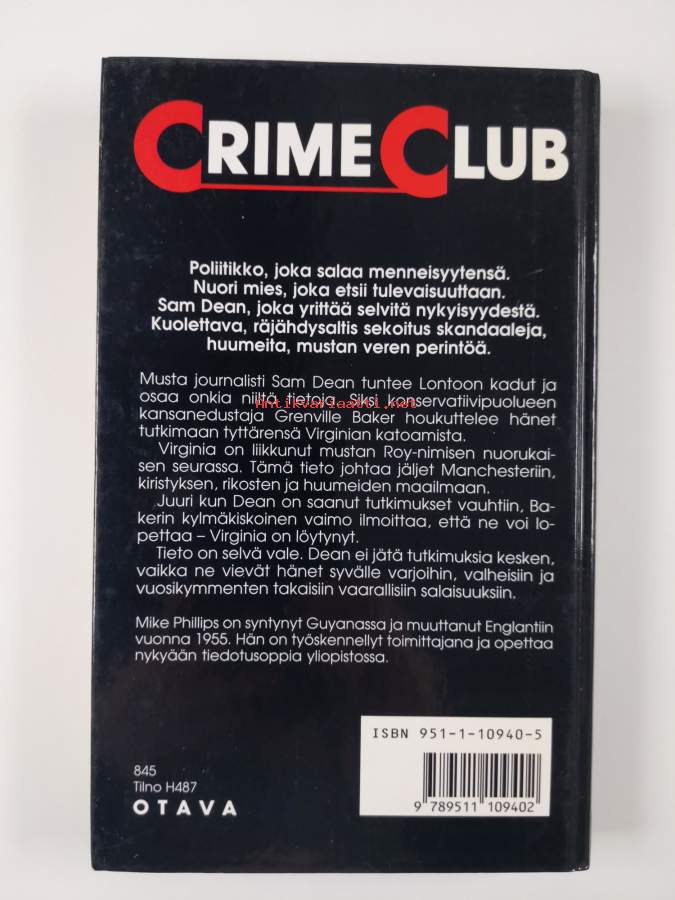 CRIME CLUB
Poliitikko, joka salaa menneisyytensä.
Nuori mies, joka etsii tulevaisuuttaan.
Sam Dean, joka yrittää selvitä nykyisyydestä.
Kuolettava, räjähdysaltis sekoitus skandaaleja,
huumeita, mustan veren perintöä.
Musta journalisti Sam Dean tuntee Lontoon kadut ja
osaa onkia niiltä tietoja. Siksi konservatiivipuolueen
Antikvariaatti.net
kansanedustaja Grenville Baker houkuttelee hänet
tutkimaan tyttärensä Virginian katoamista.
Virginia on liikkunut mustan Roy-nimisen nuorukai-
sen seurassa. Tämä tieto johtaa jäljet Manchesteriin,
kiristyksen, rikosten ja huumeiden maailmaan.
Juuri kun Dean on saanut tutkimukset vauhtiin, Ba-
kerin kylmäkiskoinen vaimo ilmoittaa, että ne voi lo-
pettaa – Virginia on löytynyt.
Tieto on selvä vale. Dean ei jätä tutkimuksia kesken,
vaikka ne vievät hänet syvälle varjoihin, valheisiin ja
vuosikymmenten takaisiin vaarallisiin salaisuuksiin.
Mike Phillips on syntynyt Guyanassa ja muuttanut Englantiin
vuonna 1955. Hän on työskennellyt toimittajana ja opettaa
nykyään tiedotusoppia yliopistossa.
ISBN 951-1-10940-5
845
Tilno H487
OTAVA
9 789511 109402